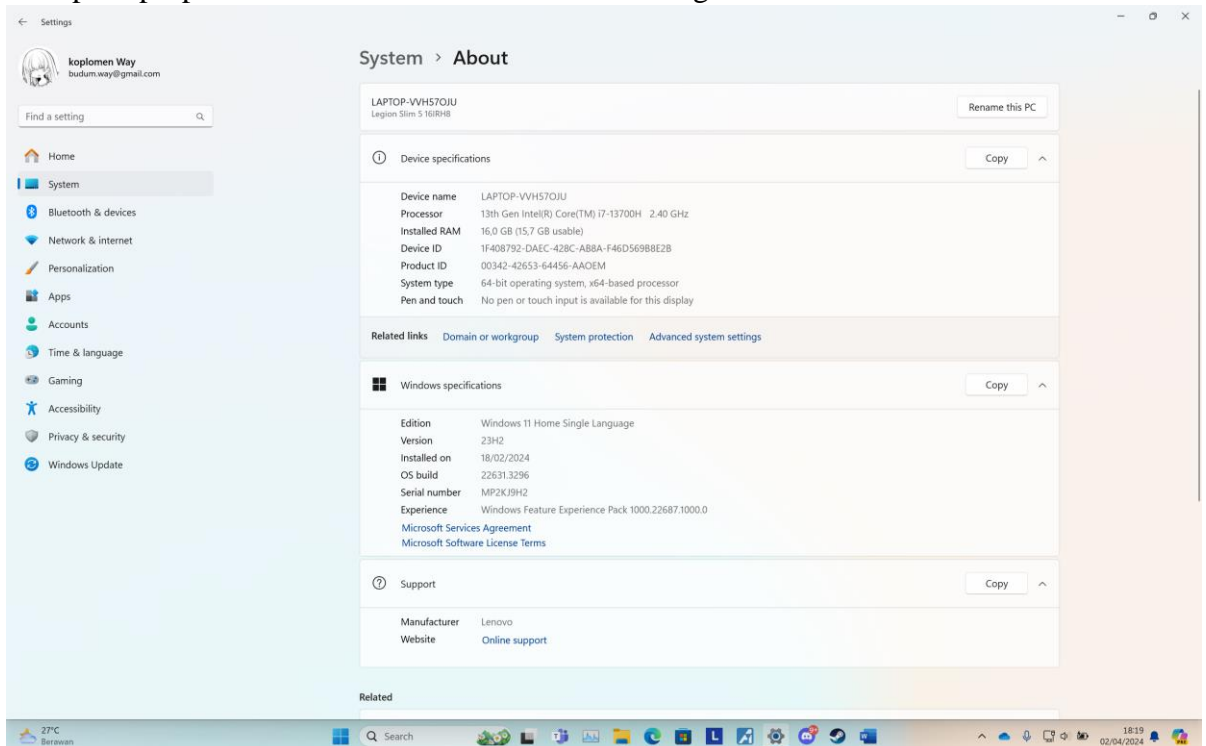 Settings
koplomen Way
budum.way@gmail.com
Find a setting
Home
System
Bluetooth & devices
Network & internet
Personalization
Apps
Accounts
Time & language
Gaming
Accessibility
Privacy & security
Windows Update
System > About
LAPTOP-VVH57OJU
Legion Slim 5 16IRH8
Rename this PC
Device specifications
Copy
Device name LAPTOP-VVH57OJU
Processor 13th Gen Intel(R) Core(TM) i7-13700H 2.40 GHz
Installed RAM 16,0 GB (15,7 GB usable)
Device ID 1F408792-DAEC-428C-AB8A-F46D569B8E2B
Product ID 00342-42653-64456-AAOEM
System type 64-bit operating system, x64-based processor
Pen and touch No pen or touch input is available for this display
Related links Domain or workgroup System protection Advanced system settings
Windows specifications
Copy
Edition Windows 11 Home Single Language
Version 23H2
Installed on 18/02/2024
OS build 22631.3296
Serial number MP2KJ9H2
Experience Windows Feature Experience Pack 1000.22687.1000.0
Microsoft Services Agreement
Microsoft Software License Terms
Support
Copy
Manufacturer Lenovo
Website Online support
Related
27°C
Berawan
Search
18:19
02/04/2024